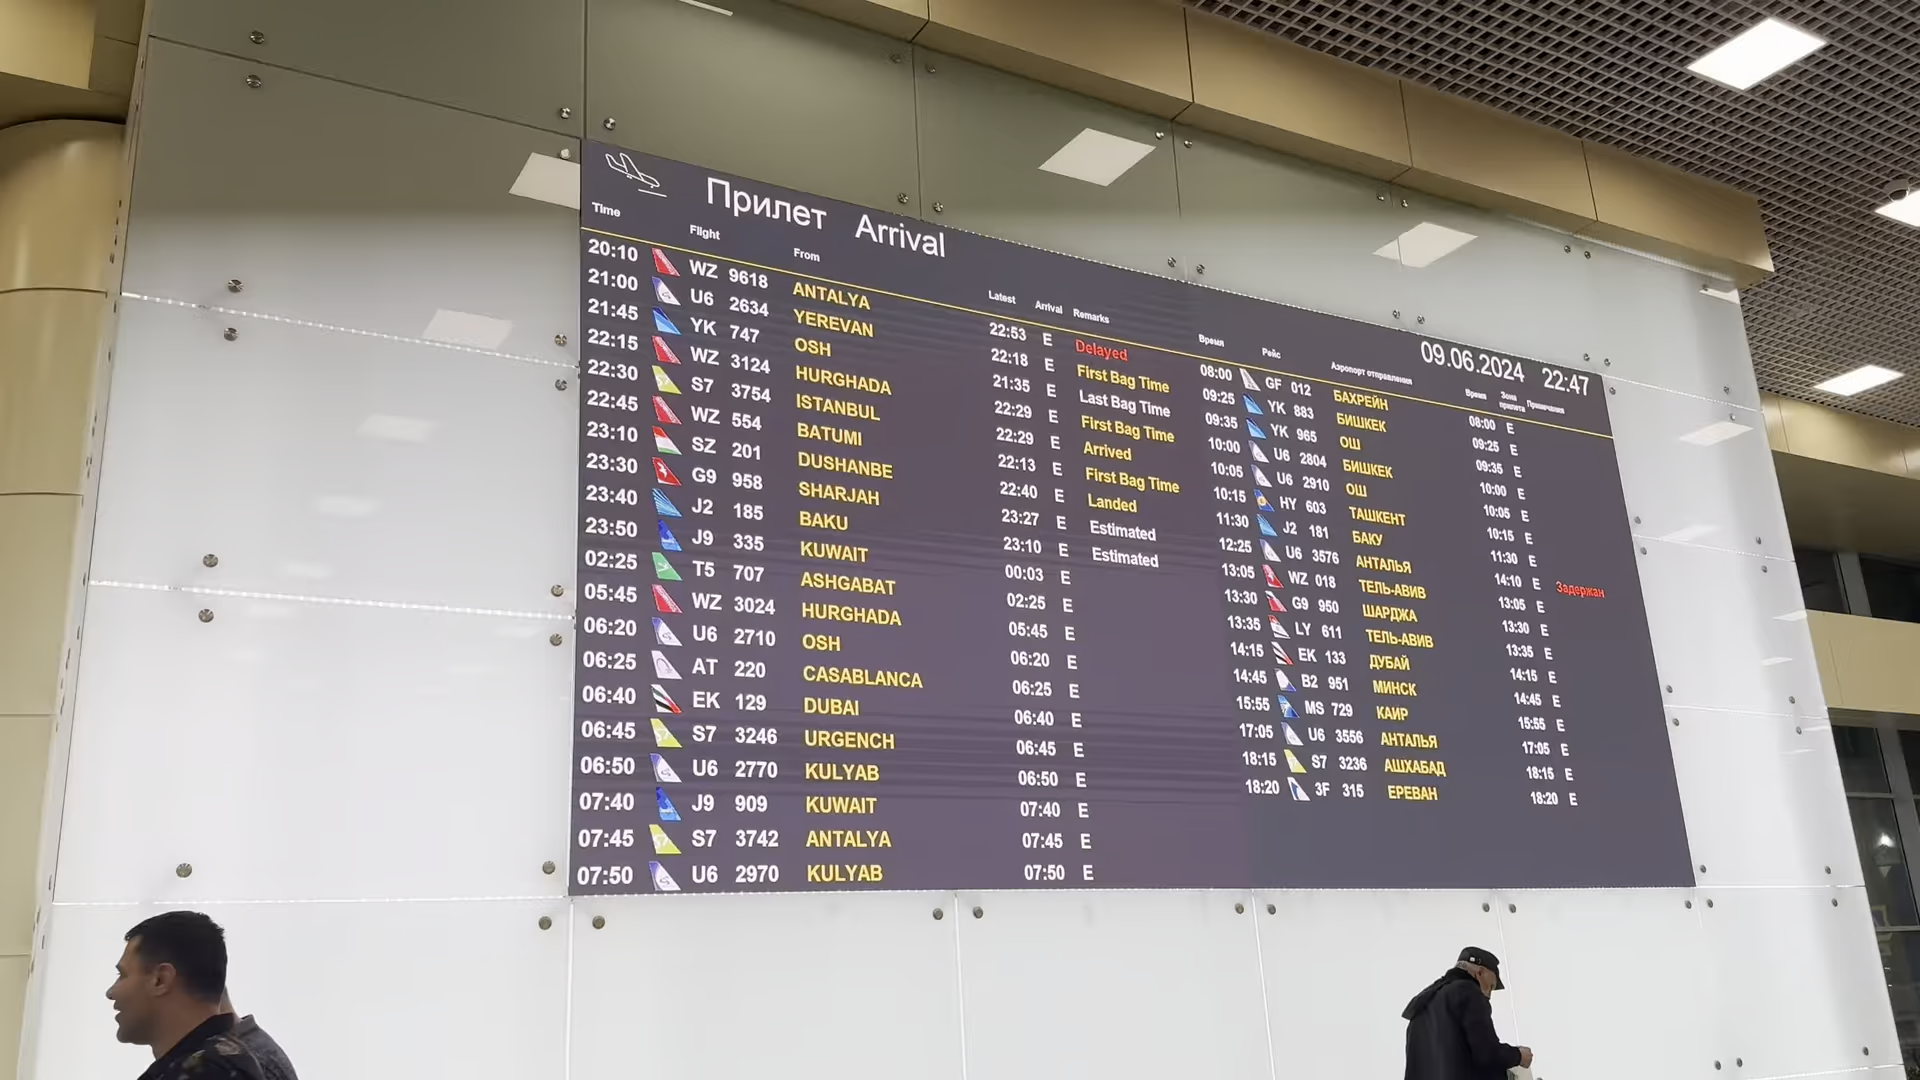 Прилет Arrival
09.06.2024 22:47
Time Flight From Latest Arrival Remarks
20:10 WZ 9618 ANTALYA 22:53 E Delayed
21:00 U6 2634 YEREVAN 22:18 E First Bag Time
21:45 YK 747 OSH 21:35 E Last Bag Time
22:15 WZ 3124 HURGHADA 22:29 E First Bag Time
22:30 S7 3754 ISTANBUL 22:29 E Arrived
22:45 WZ 554 BATUMI 22:13 E First Bag Time
23:10 SZ 201 DUSHANBE 22:40 E Landed
23:30 G9 958 SHARJAH 23:27 E Estimated
23:40 J2 185 BAKU 23:10 E Estimated
23:50 J9 335 KUWAIT 00:03 E
02:25 T5 707 ASHGABAT 02:25 E
05:45 WZ 3024 HURGHADA 05:45 E
06:20 U6 2710 OSH 06:20 E
06:25 AT 220 CASABLANCA 06:25 E
06:40 EK 129 DUBAI 06:40 E
06:45 S7 3246 URGENCH 06:45 E
06:50 U6 2770 KULYAB 06:50 E
07:40 J9 909 KUWAIT 07:40 E
07:45 S7 3742 ANTALYA 07:45 E
07:50 U6 2970 KULYAB 07:50 E
Время Рейс Аэропорт отправления Время Зона прилета Примечания
08:00 GF 012 БАХРЕЙН 08:00 E
09:25 YK 883 БИШКЕК 09:25 E
09:35 YK 965 ОШ 09:35 E
10:00 U6 2804 БИШКЕК 10:00 E
10:05 U6 2910 ОШ 10:05 E
10:15 HY 603 ТАШКЕНТ 10:15 E
11:30 J2 181 БАКУ 11:30 E
12:25 U6 3576 АНТАЛЬЯ 14:10 E Задержан
13:05 WZ 018 ТЕЛЬ-АВИВ 13:05 E
13:30 G9 950 ШАРДЖА 13:30 E
13:35 LY 611 ТЕЛЬ-АВИВ 13:35 E
14:15 EK 133 ДУБАЙ 14:15 E
14:45 B2 951 МИНСК 14:45 E
15:55 MS 729 КАИР 15:55 E
17:05 U6 3556 АНТАЛЬЯ 17:05 E
18:15 S7 3236 АШХАБАД 18:15 E
18:20 3F 315 ЕРЕВАН 18:20 E